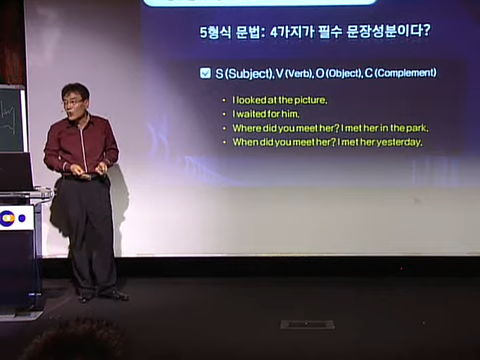 5형식 문법: 4가지가 필수 문장성분이다?
S (Subject), V (Verb), O (Object), C (Complement)
• I looked at the picture.
• I waited for him.
• Where did you meet her? I met her in the park.
• When did you meet her? I met her yesterday.